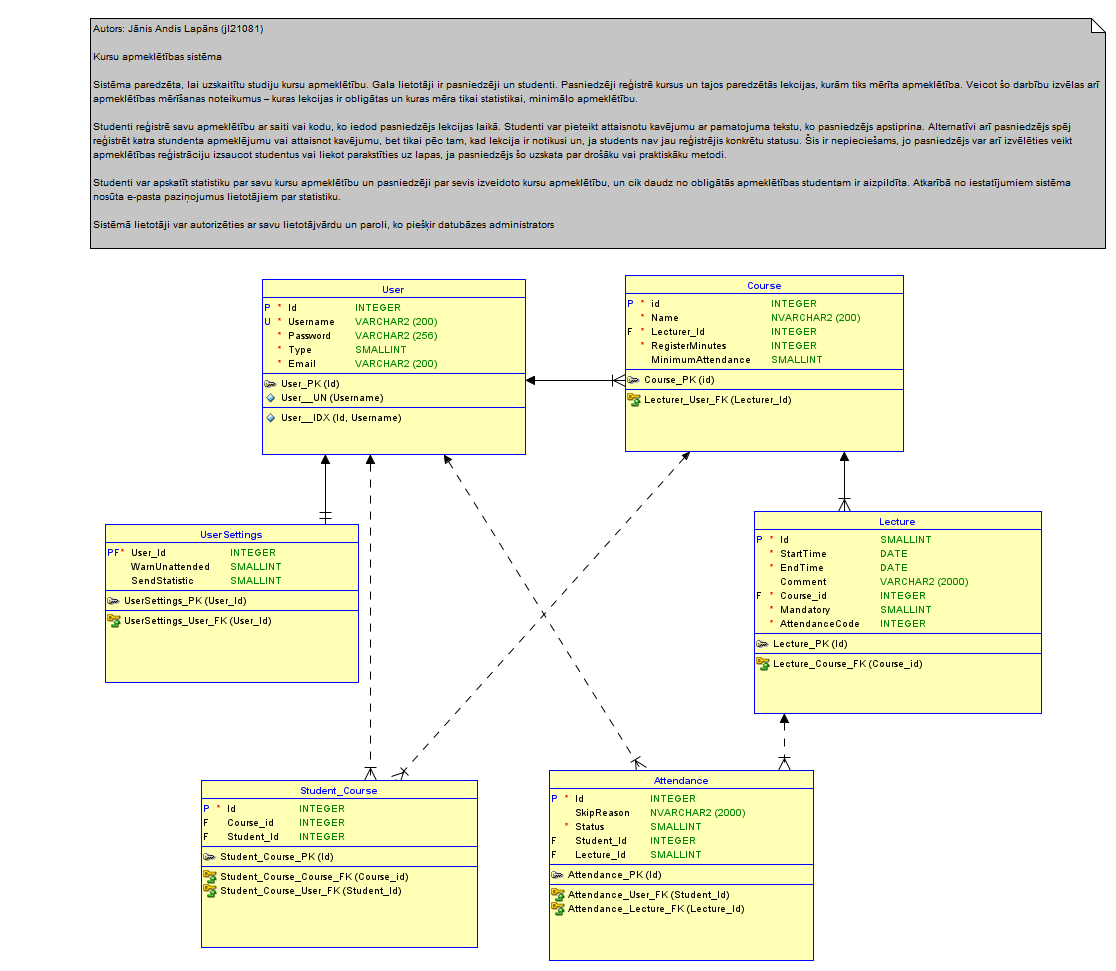 Autors: Jānis Andis Lapāns (jl21081)
Kursu apmeklētības sistēma
Sistēma paredzēta, lai uzskaitītu studiju kursu apmeklētību. Gala lietotāji ir pasniedzēji un studenti. Pasniedzēji reģistrē kursus un tajos paredzētās lekcijas, kurām tiks mērīta apmeklētība. Veicot šo darbību izvēlas arī
apmeklētības mērīšanas noteikumus – kuras lekcijas ir obligātas un kuras mēra tikai statistikai, minimālo apmeklētību.
Studenti reģistrē savu apmeklētību ar saiti vai kodu, ko iedod pasniedzējs lekcijas laikā. Studenti var pieteikt attaisnotu kavējumu ar pamatojuma tekstu, ko pasniedzējs apstiprina. Alternatīvi arī pasniedzējs spēj
reģistrēt katra stundenta apmeklējumu vai attaisnot kavējumu, bet tikai pēc tam, kad lekcija ir notikusi un, ja students nav jau reģistrējis konkrētu statusu. Šis ir nepieciešams, jo pasniedzējs var arī izvēlēties veikt
apmeklētības reģistrāciju izsaucot studentus vai liekot parakstīties uz lapas, ja pasniedzējs šo uzskata par drošāku vai praktiskāku metodi.
Studenti var apskatīt statistiku par savu kursu apmeklētību un pasniedzēji par sevis izveidoto kursu apmeklētību, un cik daudz no obligātās apmeklētības studentam ir aizpildīta. Atkarībā no iestatījumiem sistēma
nosūta e-pasta paziņojumus lietotājiem par statistiku.
Sistēmā lietotāji var autorizēties ar savu lietotājvārdu un paroli, ko piešķir datubāzes administrators
User
P * Id INTEGER
U * Username VARCHAR2 (200)
* Password VARCHAR2 (256)
* Type SMALLINT
* Email VARCHAR2 (200)
User_PK (Id)
User__UN (Username)
User__IDX (Id, Username)
Course
P * id INTEGER
* Name NVARCHAR2 (200)
F * Lecturer_Id INTEGER
* RegisterMinutes INTEGER
MinimumAttendance SMALLINT
Course_PK (id)
Lecturer_User_FK (Lecturer_Id)
UserSettings
PF* User_Id INTEGER
WarnUnattended SMALLINT
SendStatistic SMALLINT
UserSettings_PK (User_Id)
UserSettings_User_FK (User_Id)
Lecture
P * Id SMALLINT
* StartTime DATE
* EndTime DATE
Comment VARCHAR2 (2000)
F * Course_id INTEGER
* Mandatory SMALLINT
* AttendanceCode INTEGER
Lecture_PK (Id)
Lecture_Course_FK (Course_id)
Student_Course
P * Id INTEGER
F Course_id INTEGER
F Student_Id INTEGER
Student_Course_PK (Id)
Student_Course_Course_FK (Course_id)
Student_Course_User_FK (Student_Id)
Attendance
P * Id INTEGER
SkipReason NVARCHAR2 (2000)
* Status SMALLINT
F Student_Id INTEGER
F Lecture_Id SMALLINT
Attendance_PK (Id)
Attendance_User_FK (Student_Id)
Attendance_Lecture_FK (Lecture_Id)